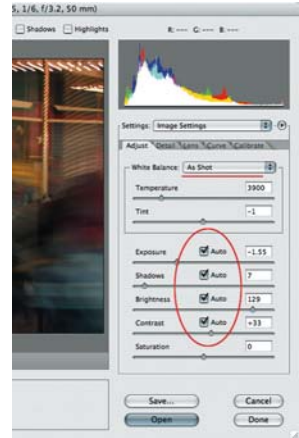 5, 1/6, f/3.2, 50 mm)
Shadows Highlights R: --- G: --- B: ---
Settings: Image Settings
Adjust Detail Lens Curve Calibrate
White Balance: As Shot
Temperature 3900
Tint -1
Exposure Auto -1.55
Shadows Auto 7
Brightness Auto 129
Contrast Auto +33
Saturation 0
Save... Cancel
Open Done